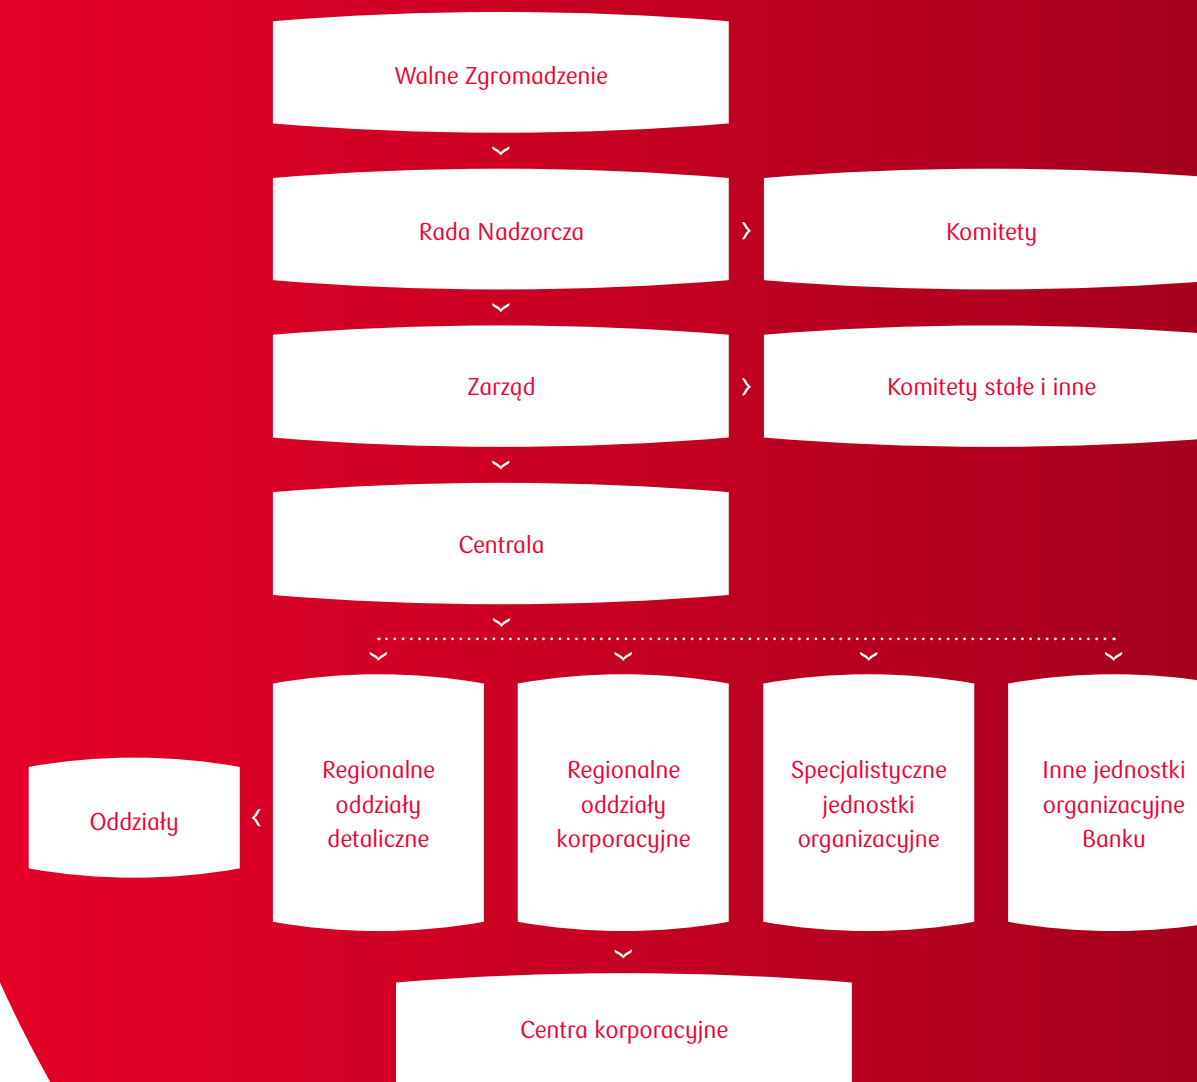 Walne Zgromadzenie
Rada Nadzorcza
Komitety
Zarząd
Komitety stałe i inne
Centrala
Oddziały
Regionalne
oddziały
detaliczne
Regionalne
oddziały
korporacyjne
Specjalistyczne
jednostki
organizacyjne
Inne jednostki
organizacyjne
Banku
Centra korporacyjne